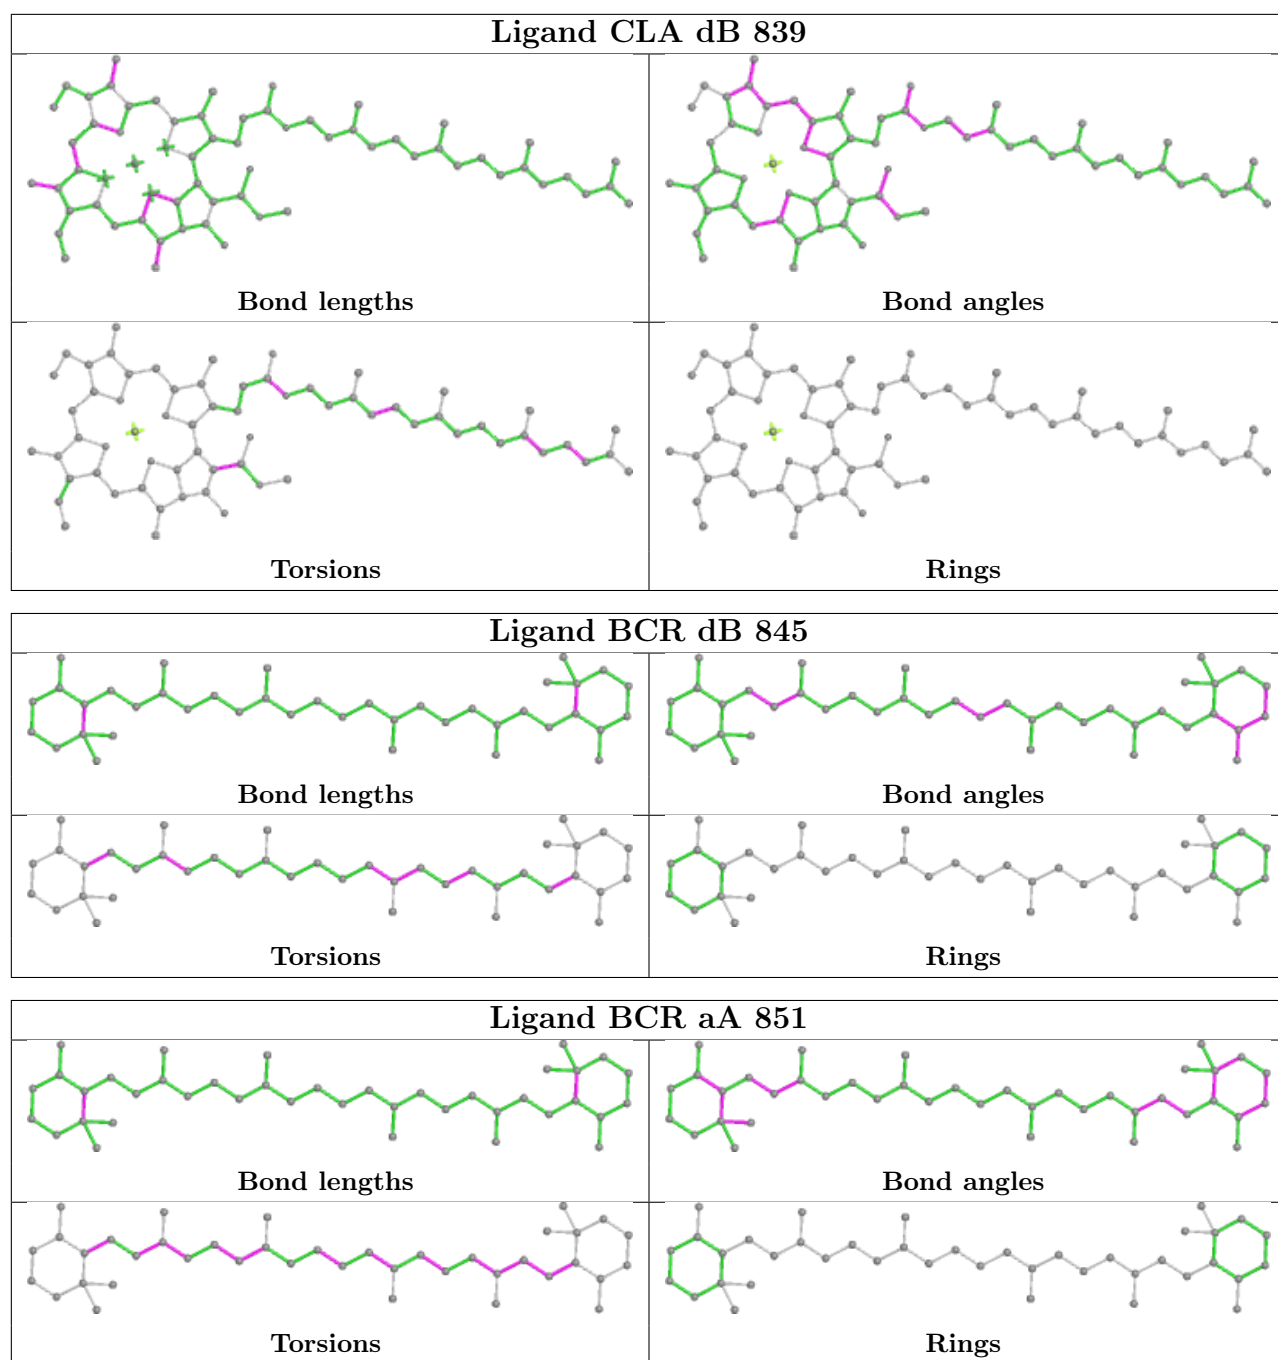 Ligand CLA dB 839
Bond lengths
Bond angles
Torsions
Rings
Ligand BCR dB 845
Bond lengths
Bond angles
Torsions
Rings
Ligand BCR aA 851
Bond lengths
Bond angles
Torsions
Rings